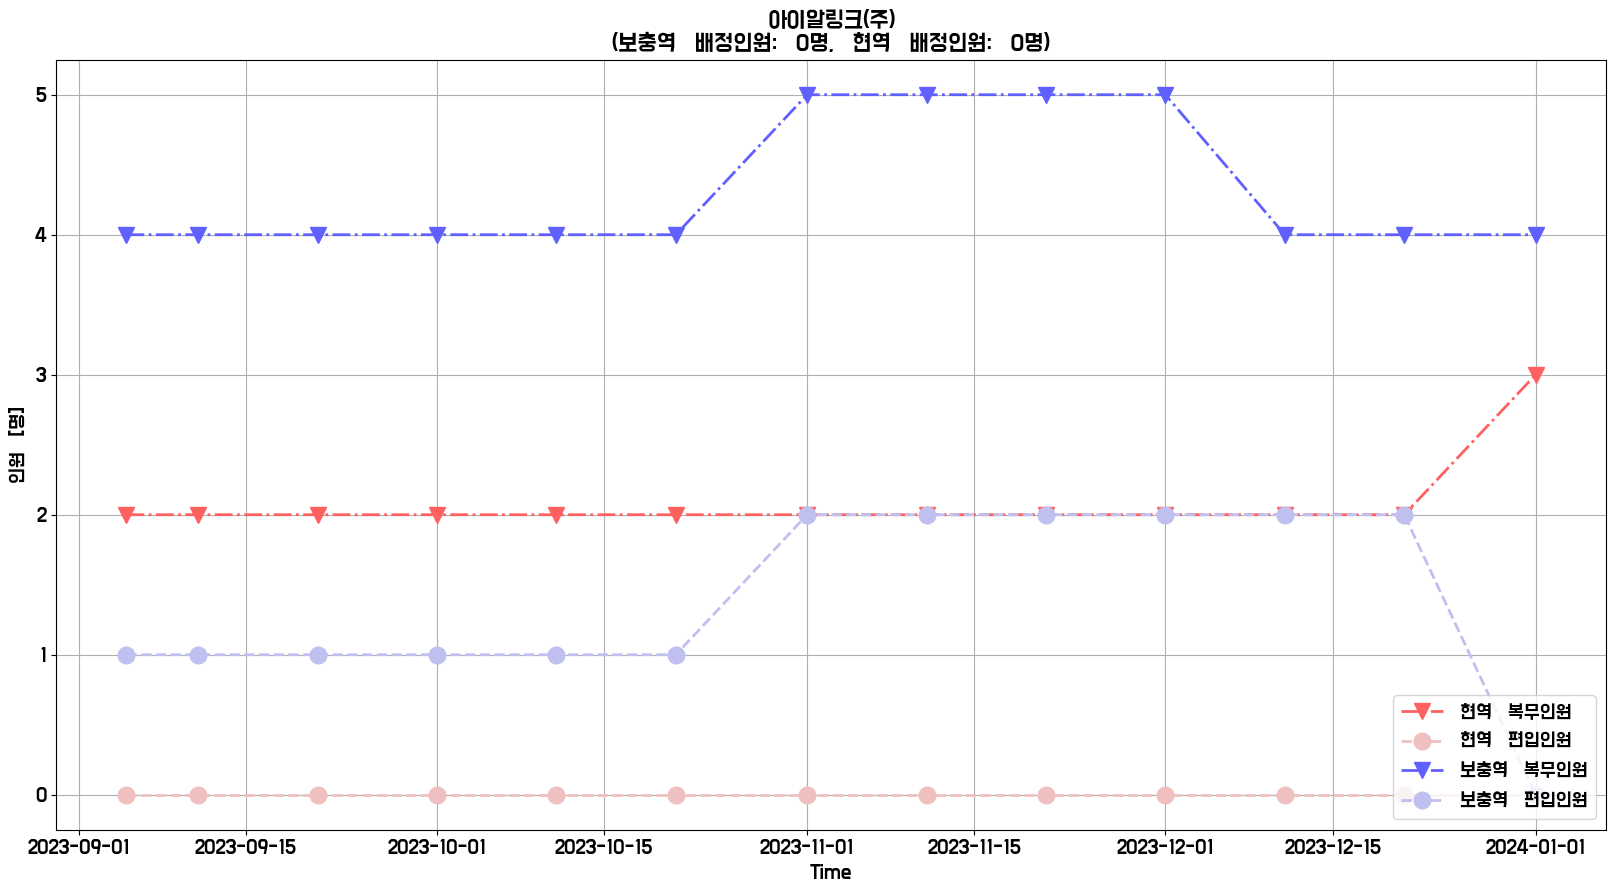 아이알링크(주)
(보충역 배정인원: 0명, 현역 배정인원: 0명)
인원 [명]
5
4
3
2
1
0
현역 복무인원
현역 편입인원
보충역 복무인원
보충역 편입인원
2023-09-01 2023-09-15 2023-10-01 2023-10-15 2023-11-01 2023-11-15 2023-12-01 2023-12-15 2024-01-01
Time